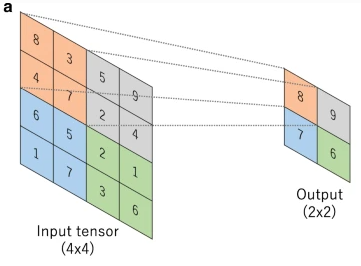 a
8 3 5 9
4 7 2 4
6 5 2 1
1 7 3 6
8 9
7 6
Input tensor
(4x4)
Output
(2x2)